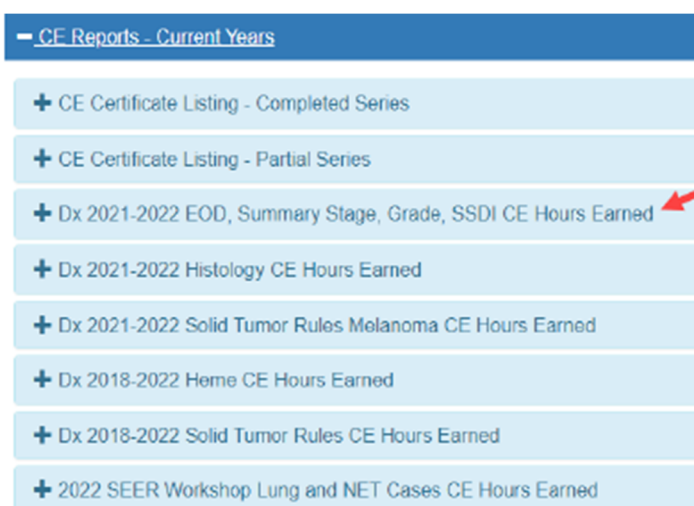 CE Reports - Current Years
CE Certificate Listing - Completed Series
CE Certificate Listing - Partial Series
Dx 2021-2022 EOD, Summary Stage, Grade, SSDI CE Hours Earned
Dx 2021-2022 Histology CE Hours Earned
Dx 2021-2022 Solid Tumor Rules Melanoma CE Hours Earned
Dx 2018-2022 Heme CE Hours Earned
Dx 2018-2022 Solid Tumor Rules CE Hours Earned
2022 SEER Workshop Lung and NET Cases CE Hours Earned